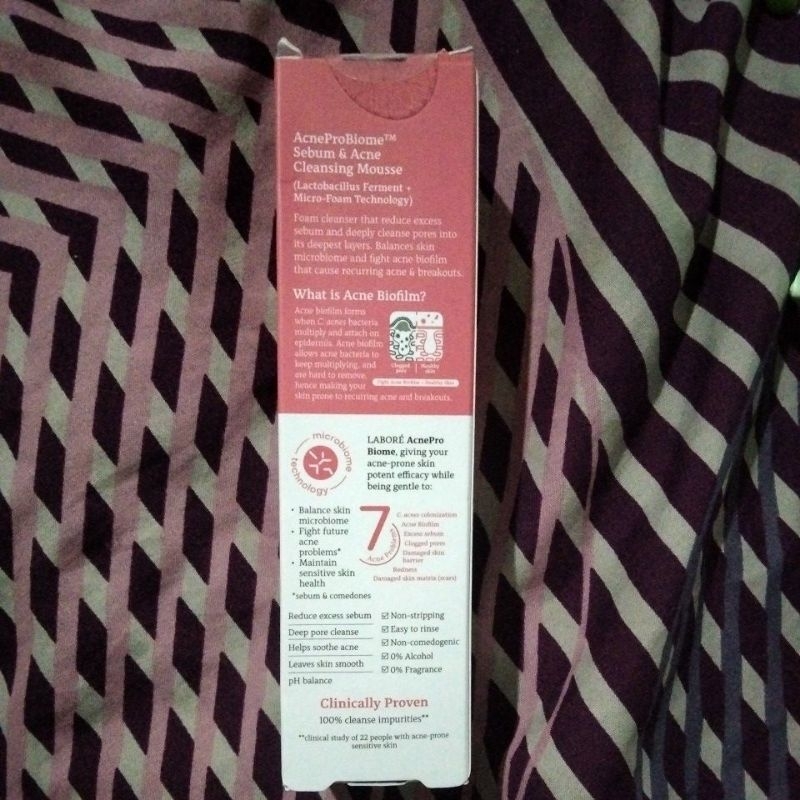 AcneProBiome™
Sebum & Acne
Cleansing Mousse
(Lactobacillus Ferment +
Micro-Foam Technology)
Foam cleanser that reduce excess
sebum and deeply cleanse pores into
its deepest layers. Balances skin
microbiome and fight acne biofilm
that cause recurring acne & breakouts.
What is Acne Biofilm?
Acne biofilm forms
when C. acnes bacteria
multiply and attach on
epidermis. Acne biofilm
allows acne bacteria to
keep multiplying, and
are hard to remove,
hence making your
skin prone to recurring acne and breakouts.
Clogged
pore
Healthy
skin
microbiome
technology
LABORÉ AcnePro
Biome, giving your
acne-prone skin
potent efficacy while
being gentle to:
• Balance skin
microbiome
• Fight future
acne
problems*
• Maintain
sensitive skin
health
*sebum & comedones
7
Acne Problems
C. acnes colonization
Acne Biofilm
Excess sebum
Clogged pores
Damaged skin
barrier
Redness
Damaged skin matrix (scars)
Reduce excess sebum
Deep pore cleanse
Helps soothe acne
Leaves skin smooth
pH balance
☑ Non-stripping
☑ Easy to rinse
☑ Non-comedogenic
☑ 0% Alcohol
☑ 0% Fragrance
Clinically Proven
100% cleanse impurities**
**clinical study of 22 people with acne-prone
sensitive skin